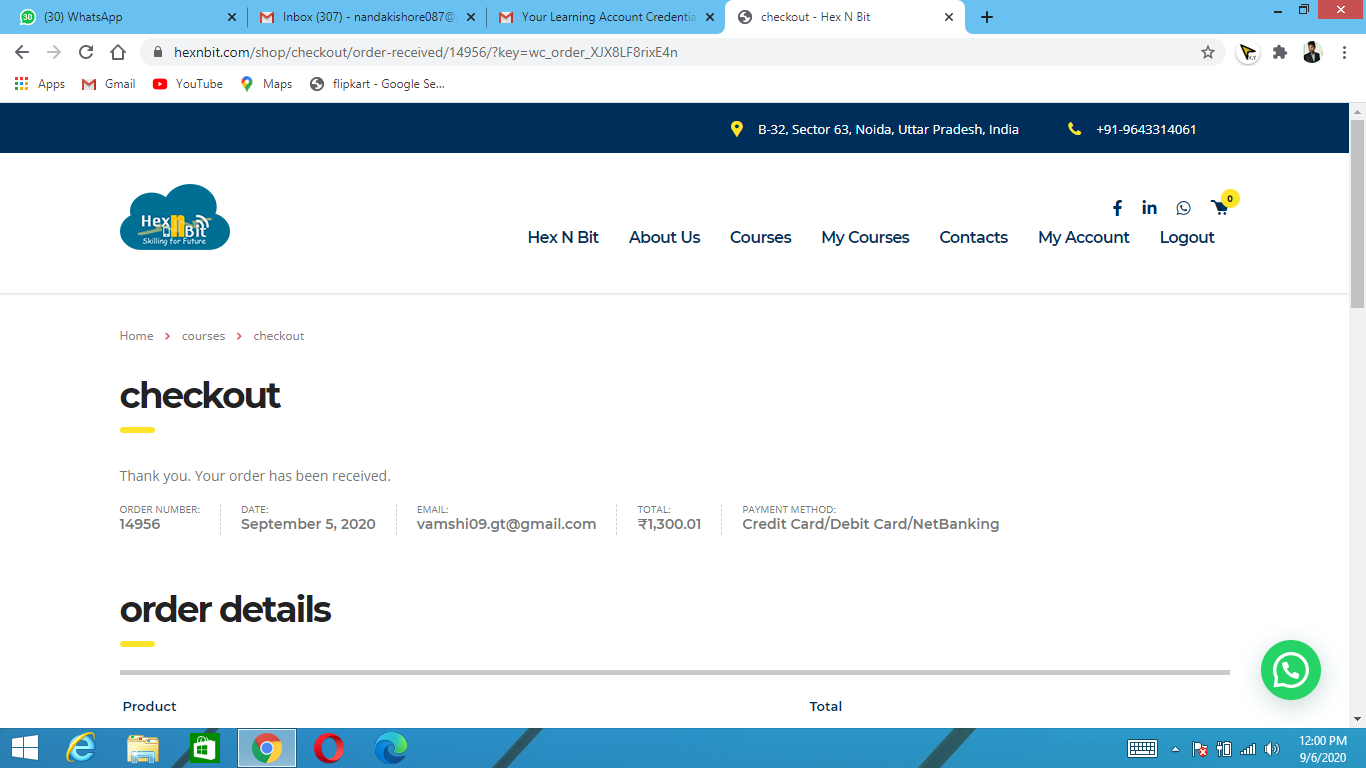 (30) WhatsApp
Inbox (307) - nandakishore087@
Your Learning Account Credentia
checkout - Hex N Bit
hexnbit.com/shop/checkout/order-received/14956/?key=wc_order_XJX8LF8rixE4n
Apps Gmail YouTube Maps flipkart - Google Se...
B-32, Sector 63, Noida, Uttar Pradesh, India +91-9643314061
Hex N Bit
Skilling for Future
0
Hex N Bit About Us Courses My Courses Contacts My Account Logout
Home courses checkout
checkout
Thank you. Your order has been received.
ORDER NUMBER: DATE: EMAIL: TOTAL: PAYMENT METHOD:
14956 September 5, 2020 vamshi09.gt@gmail.com ₹1,300.01 Credit Card/Debit Card/NetBanking
order details
Product Total
12:00 PM
9/6/2020